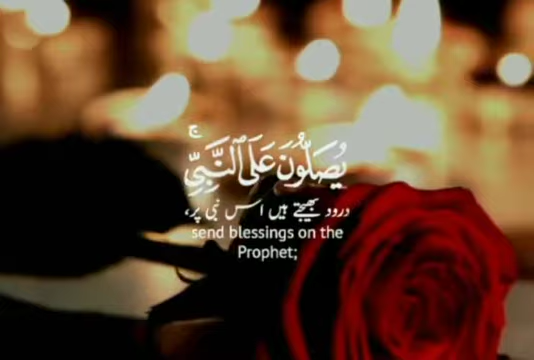 يُصَلُّونَ عَلَى ٱلنَّبِىِّ ۚ
درود بھیجتے ہیں اس نبی پر،
send blessings on the
Prophet;